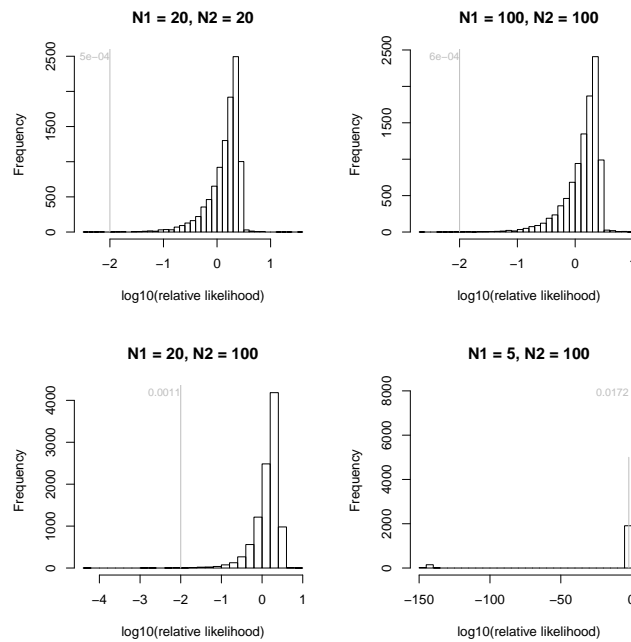 N1 = 20, N2 = 20
5e-04
Frequency
0 500 1500 2500
−2 −1 0 1
log10(relative likelihood)
N1 = 100, N2 = 100
6e-04
Frequency
0 500 1500 2500
−2 −1 0 1
log10(relative likelihood)
N1 = 20, N2 = 100
0.0011
Frequency
0 1000 2000 3000 4000
−4 −3 −2 −1 0 1
log10(relative likelihood)
N1 = 5, N2 = 100
0.0172
Frequency
0 2000 4000 6000 8000
−150 −100 −50 0
log10(relative likelihood)